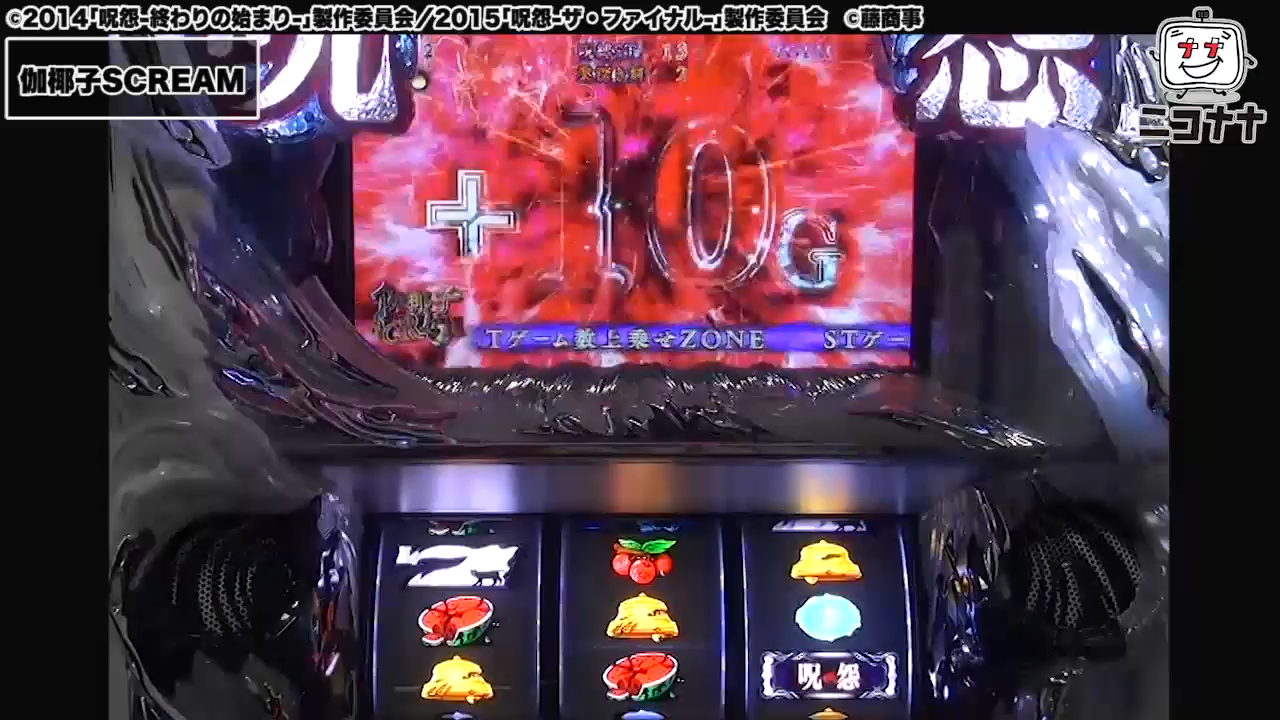 ©2014「呪怨-終わりの始まり-」製作委員会/2015「呪怨-ザ・ファイナル-」製作委員会 ©藤商事
伽椰子SCREAM
ニコナナ
呪 怨
+10G
Tゲーム数上乗せZONE STゲー
呪 怨